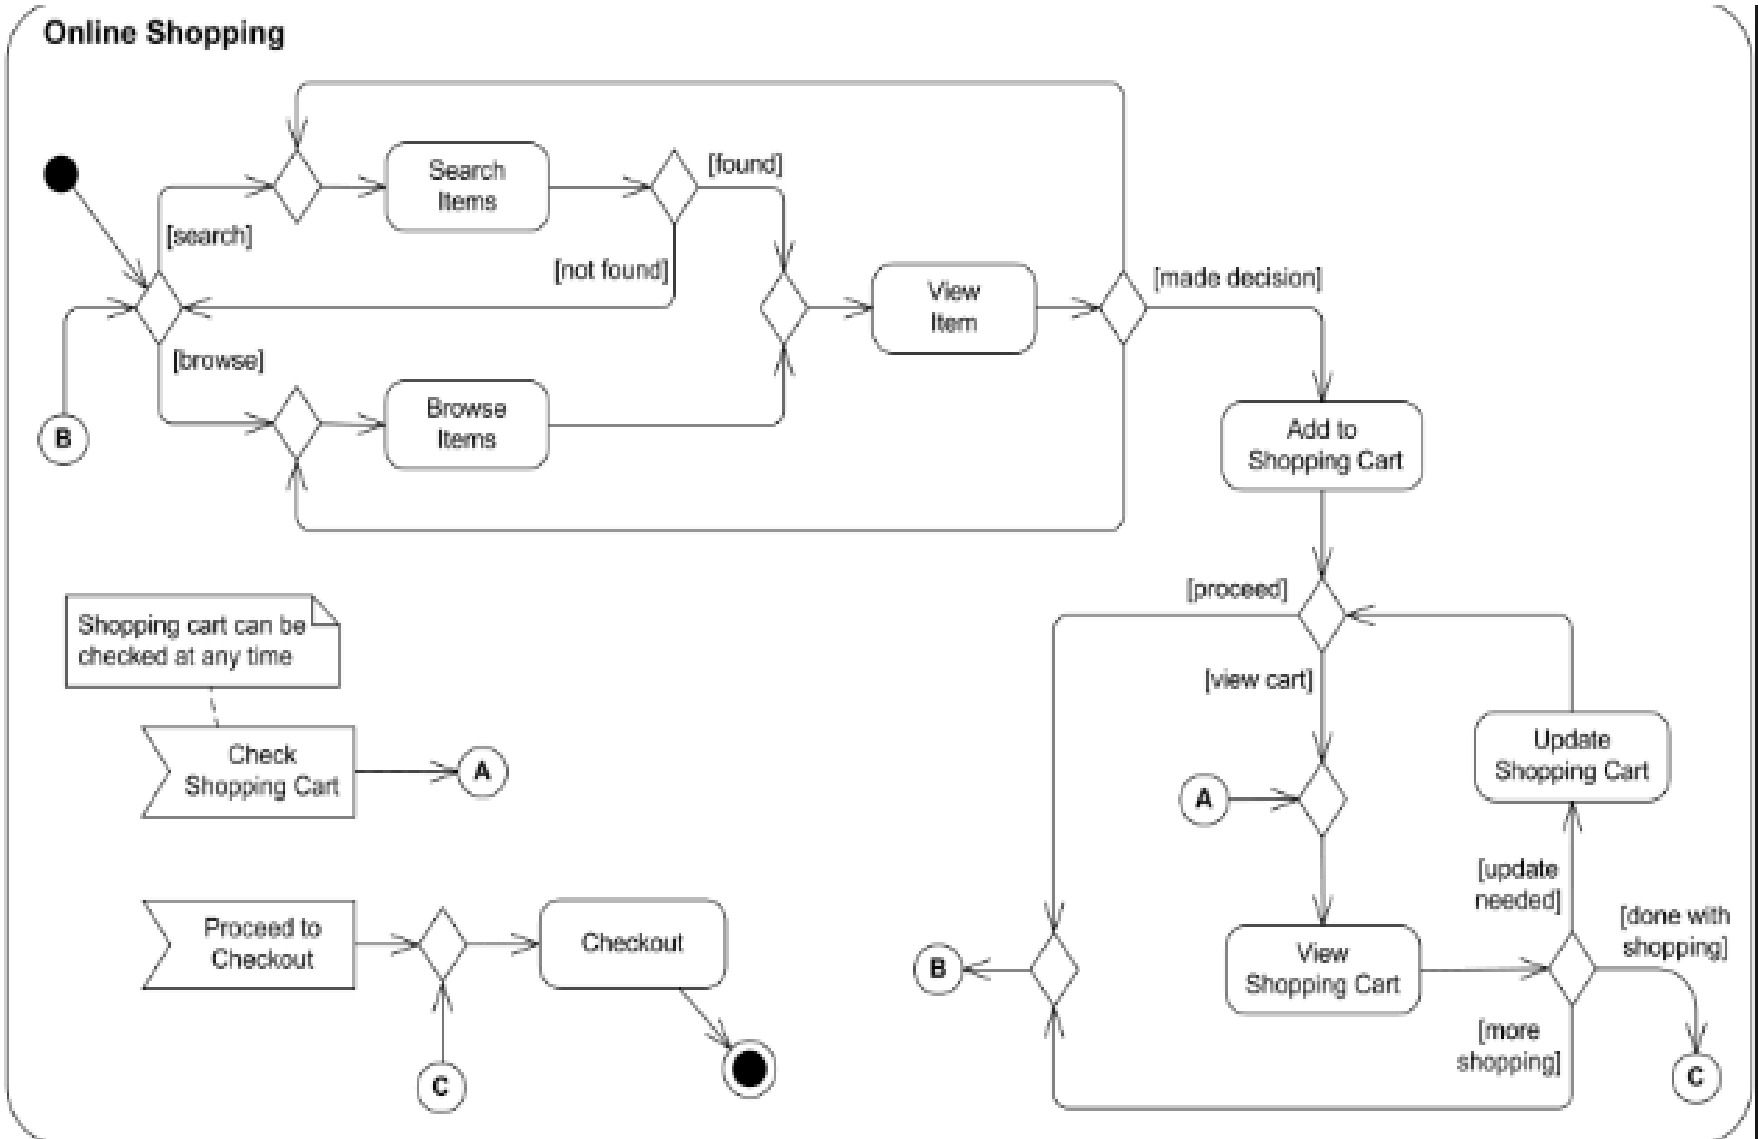 Online Shopping
[search]
[browse]
B
Search
Items
[found]
[not found]
Browse
Items
View
Item
[made decision]
Add to
Shopping Cart
[proceed]
[view cart]
A
View
Shopping Cart
Update
Shopping Cart
[update
needed]
[done with
shopping]
[more
shopping]
C
B
Shopping cart can be
checked at any time
Check
Shopping Cart
A
Proceed to
Checkout
Checkout
C